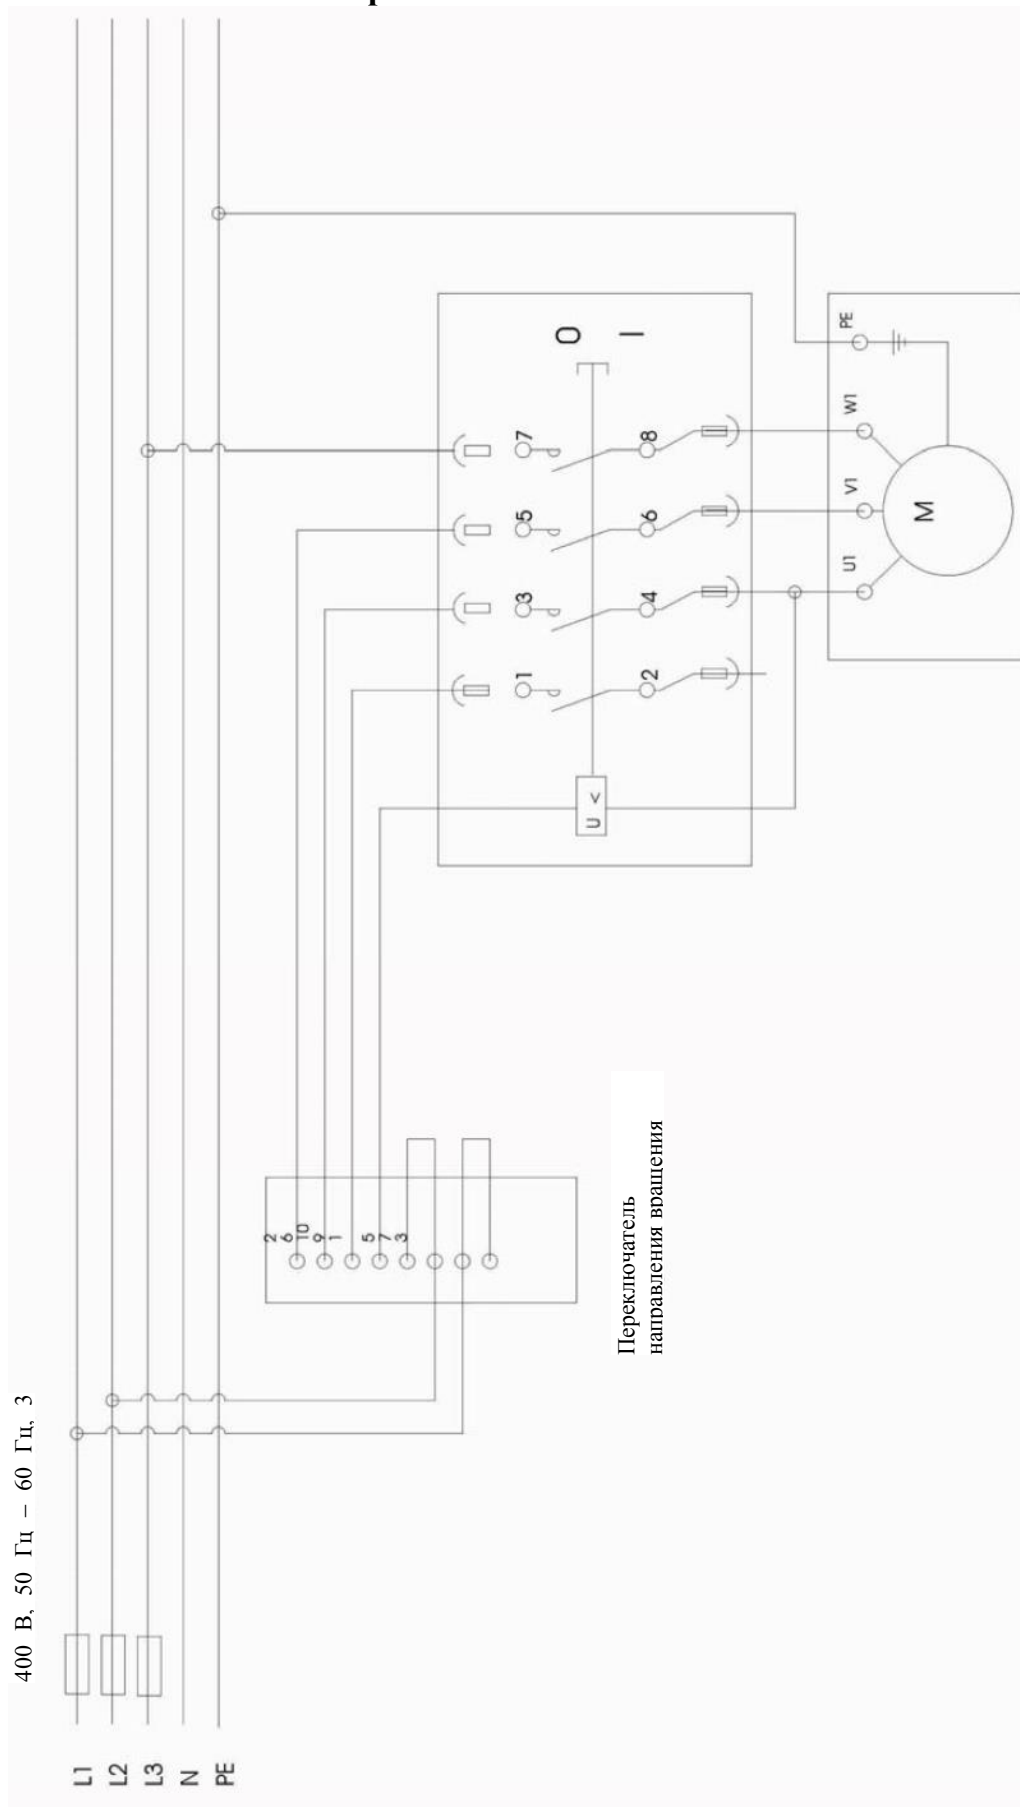 400 В, 50 Гц – 60 Гц, 3
L1
L2
L3
N
PE
2
6
10
9
1
5
7
3
Переключатель
направления вращения
O
I
1
3
5
7
2
4
6
8
U <
U1
V1
W1
PE
M